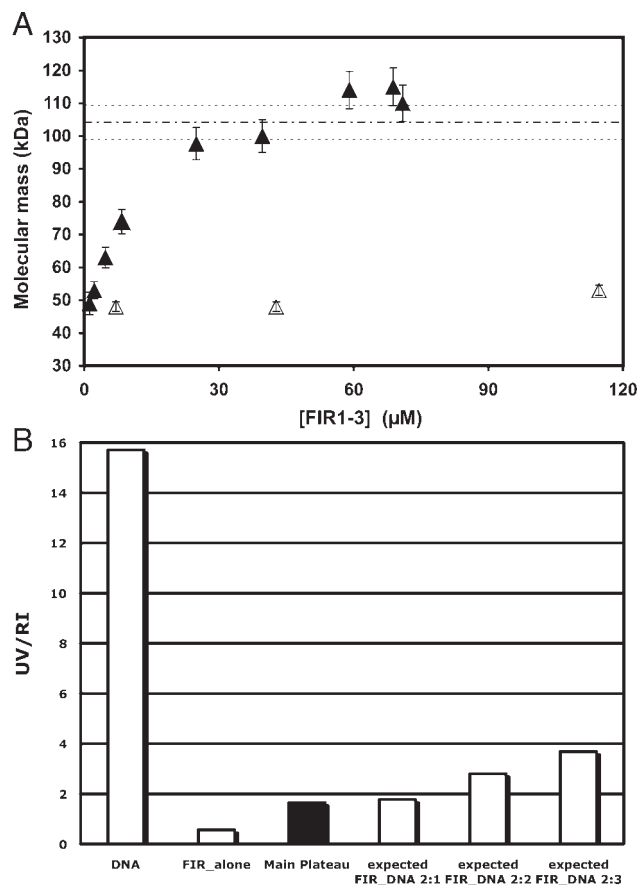 A
130
120
110
100
90
80
70
60
50
40
30
Molecular mass (kDa)
0 30 60 90 120
[FIR1-3] (µM)
B
16
14
12
10
8
6
4
2
0
UV/RI
DNA FIR_alone Main Plateau expected expected expected
FIR_DNA 2:1 FIR_DNA 2:2 FIR_DNA 2:3